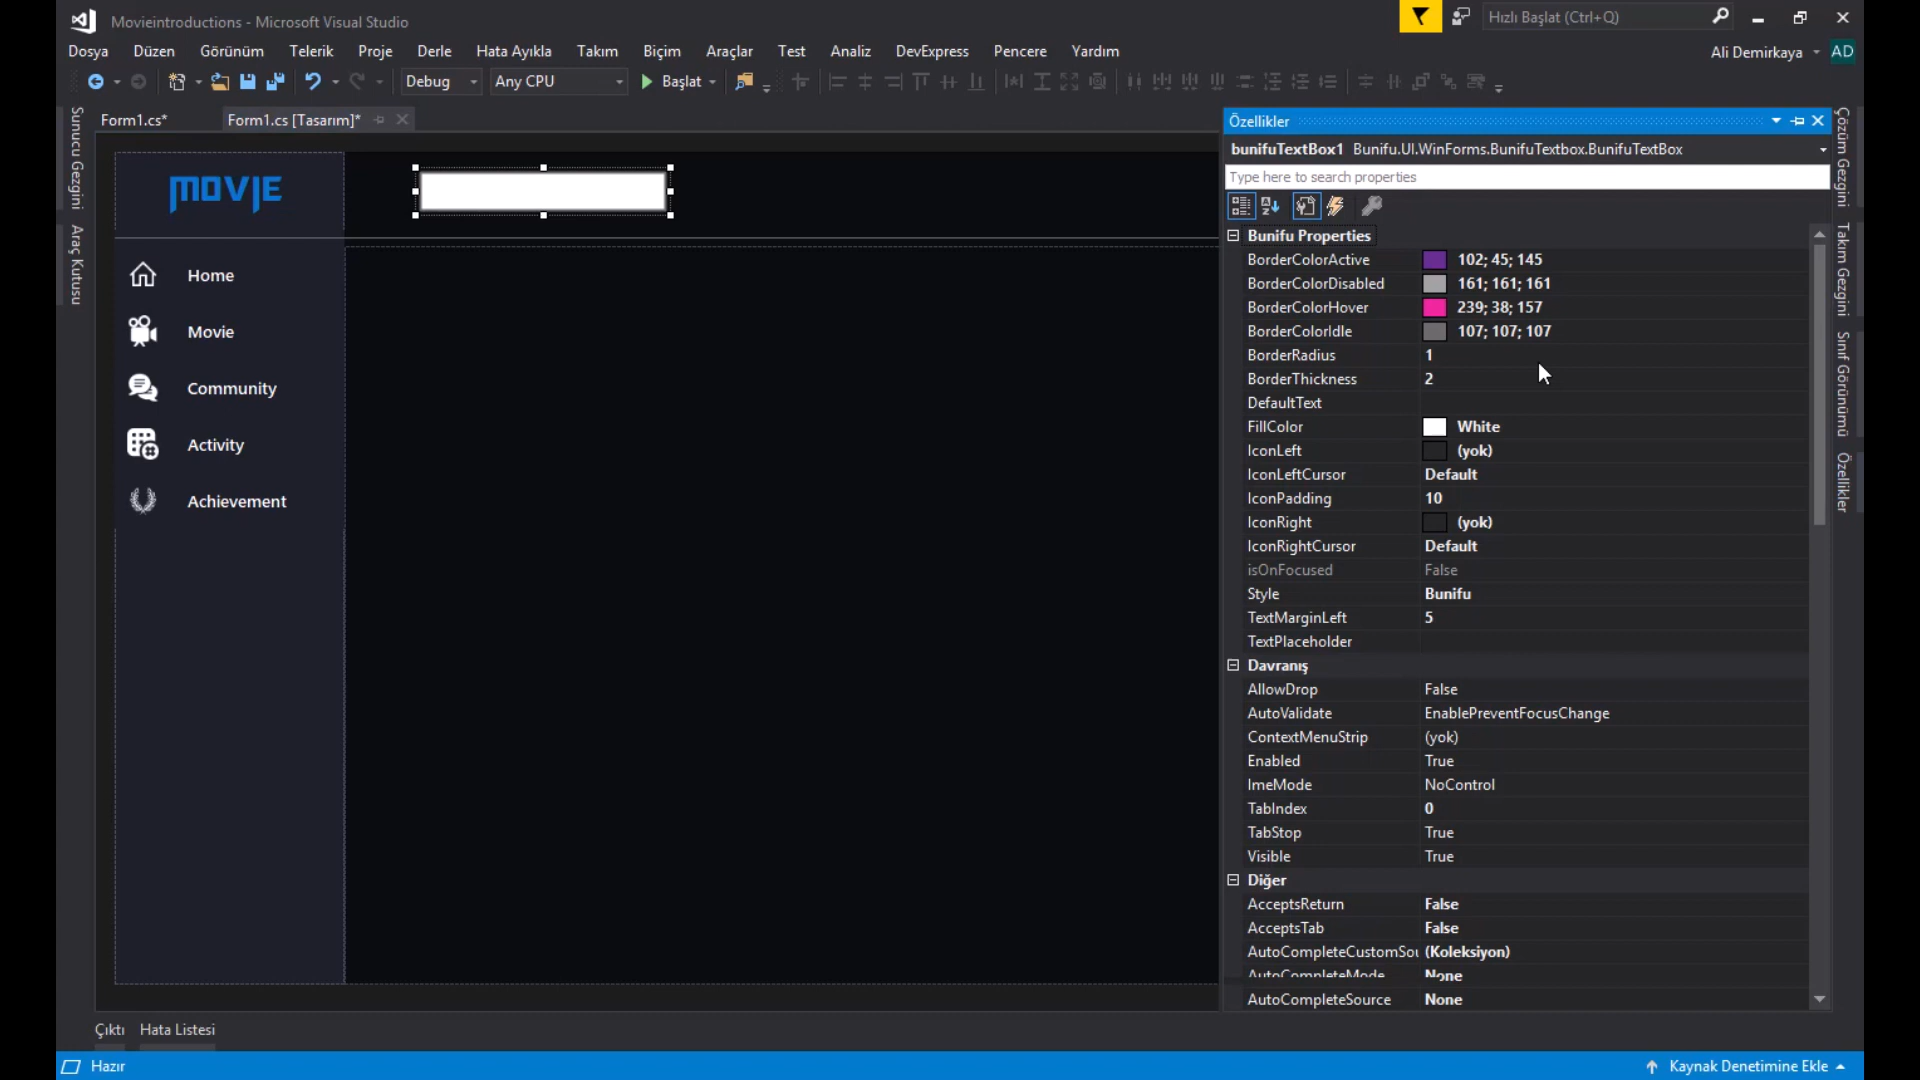 Movieintroductions - Microsoft Visual Studio
Hızlı Başlat (Ctrl+Q)
Dosya Düzen Görünüm Telerik Proje Derle Hata Ayıkla Takım Biçim Araçlar Test Analiz DevExpress Pencere Yardım
Ali Demirkaya AD
Debug Any CPU Başlat
Form1.cs* Form1.cs [Tasarım]*
Sunucu Gezgini
Araç Kutusu
MOVIE
Home
Movie
Community
Activity
Achievement
Özellikler
bunifuTextBox1 Bunifu.UI.WinForms.BunifuTextbox.BunifuTextBox
Type here to search properties
Bunifu Properties
BorderColorActive 102; 45; 145
BorderColorDisabled 161; 161; 161
BorderColorHover 239; 38; 157
BorderColorIdle 107; 107; 107
BorderRadius 1
BorderThickness 2
DefaultText
FillColor White
IconLeft (yok)
IconLeftCursor Default
IconPadding 10
IconRight (yok)
IconRightCursor Default
isOnFocused False
Style Bunifu
TextMarginLeft 5
TextPlaceholder
Davranış
AllowDrop False
AutoValidate EnablePreventFocusChange
ContextMenuStrip (yok)
Enabled True
ImeMode NoControl
TabIndex 0
TabStop True
Visible True
Diğer
AcceptsReturn False
AcceptsTab False
AutoCompleteCustomSou (Koleksiyon)
AutoCompleteMode None
AutoCompleteSource None
Çözüm Gezgini
Takım Gezgini
Sınıf Görünümü
Özellikler
Çıktı Hata Listesi
Hazır
Kaynak Denetimine Ekle